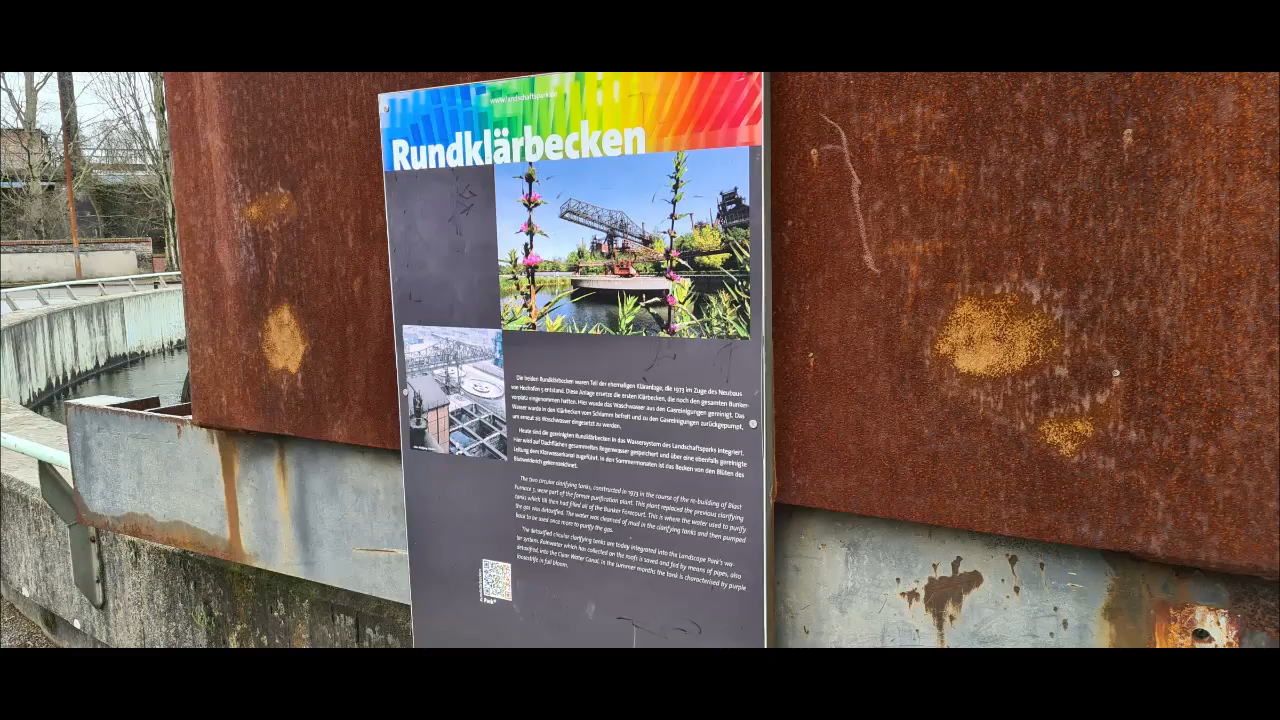 www.landschaftspark.de
Rundklärbecken
Die beiden Rundklärbecken waren Teil der ehemaligen Kläranlage, die 1973 im Zuge des Neubaus
von Hochofen 5 entstand. Diese Anlage ersetzte die ersten Klärbecken, die noch den gesamten Bunker-
vorplatz eingenommen hatten. Hier wurde das Waschwasser aus den Gasreinigungen gereinigt. Das
Wasser wurde in den Klärbecken vom Schlamm befreit und zu den Gasreinigungen zurückgepumpt,
um erneut als Waschwasser eingesetzt zu werden.
Heute sind die gereinigten Rundklärbecken in das Wassersystem des Landschaftsparks integriert.
Hier wird auf Dachflächen gesammeltes Regenwasser gespeichert und über eine ebenfalls gereinigte
Leitung dem Klarwasserkanal zugeführt. In den Sommermonaten ist das Becken von den Blüten des
Blutweiderich gekennzeichnet.
The two circular clarifying tanks, constructed in 1973 in the course of the re-building of Blast
Furnace 5, were part of the former purification plant. This plant replaced the previous clarifying
tanks which till then had filled all of the Bunker Forecourt. This is where the water used to purify
the gas was detoxified. The water was cleansed of mud in the clarifying tanks and then pumped
back to be used once more to purify the gas.
The detoxified circular clarifying tanks are today integrated into the Landscape Park's wa-
ter system. Rainwater which has collected on the roofs is saved and fed by means of pipes, also
detoxified, into the Clear Water Canal. In the summer months the tank is characterised by purple
loosestrife in full bloom.